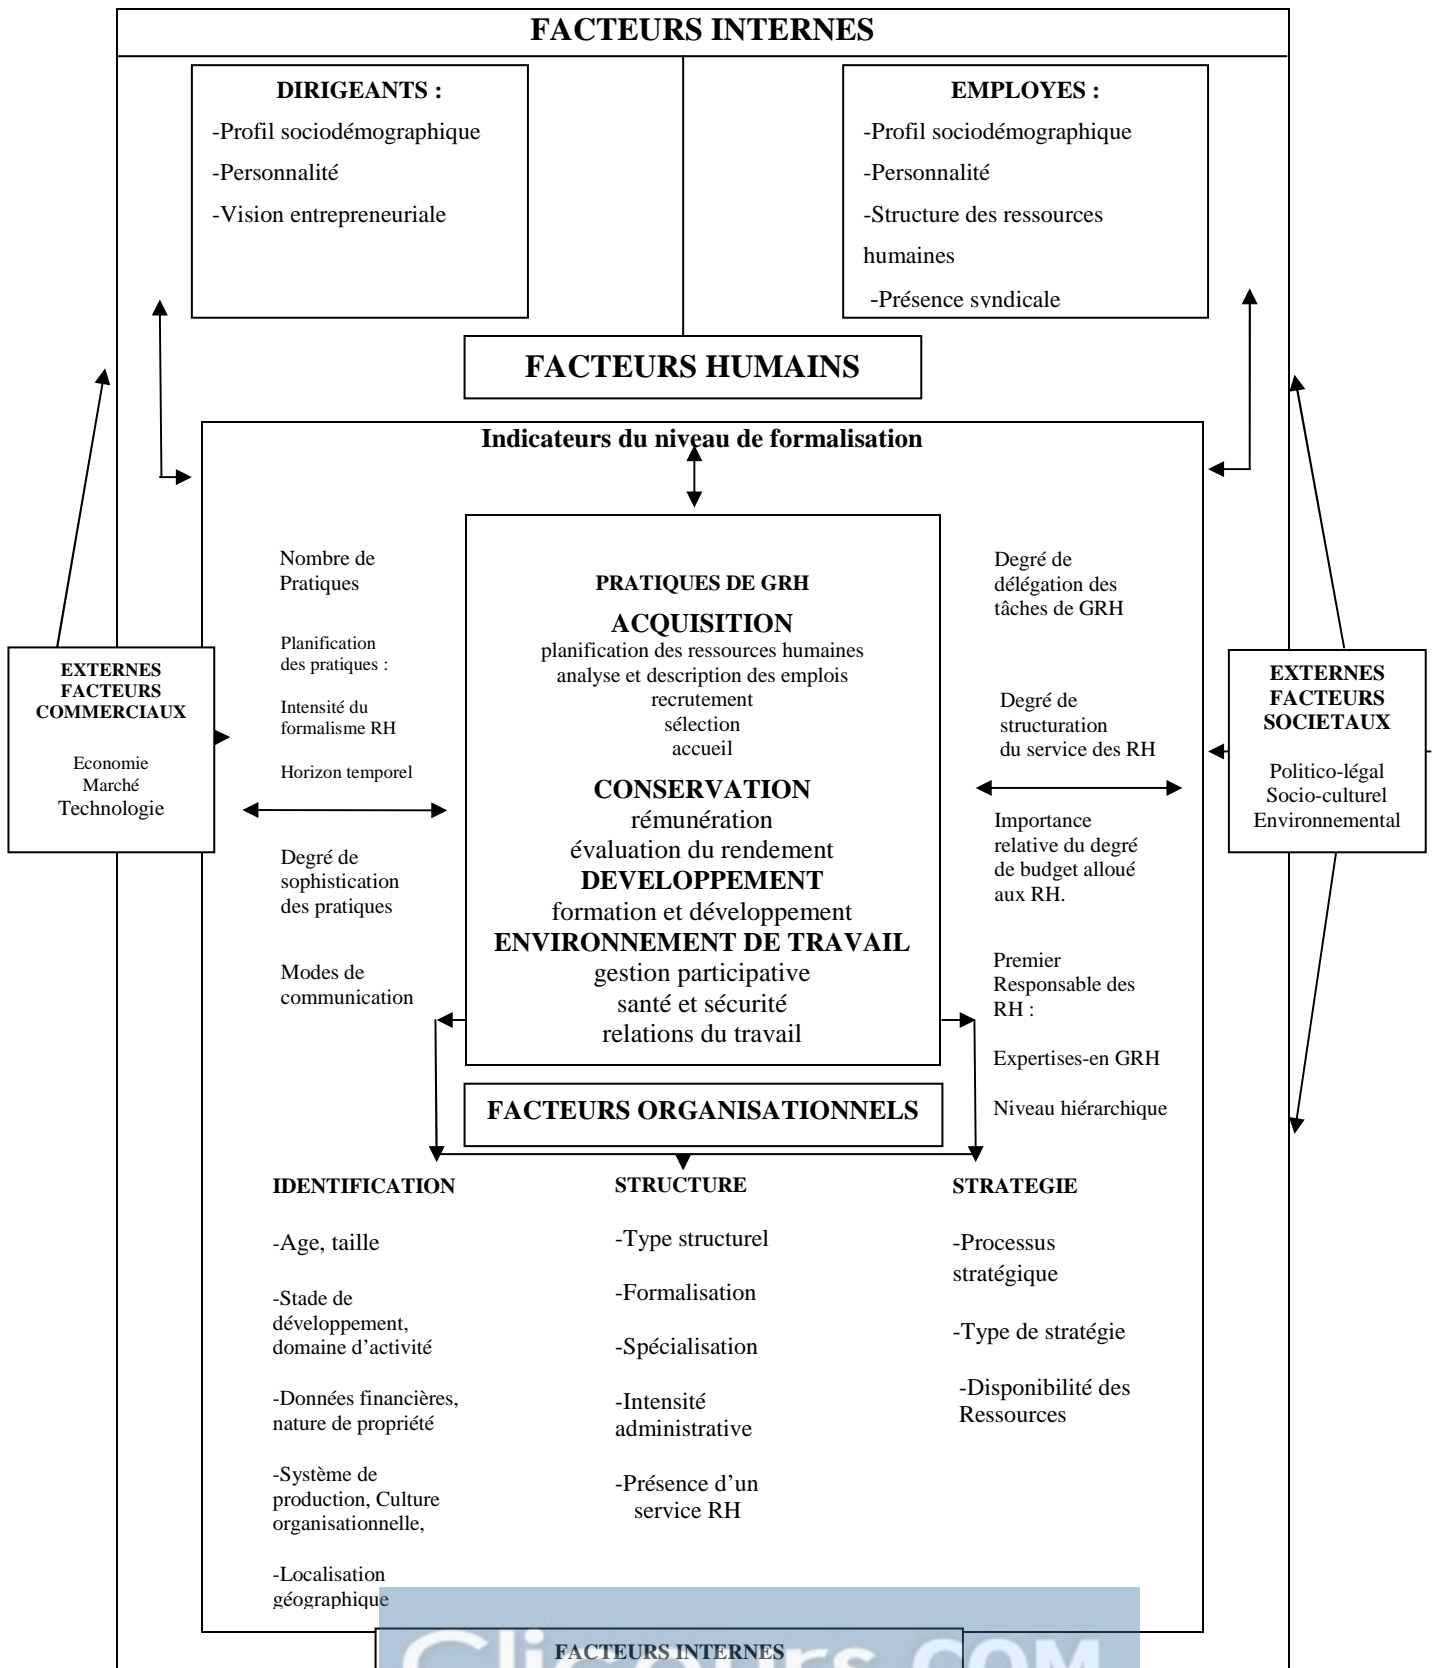 FACTEURS INTERNES
DIRIGEANTS :
-Profil sociodémographique
-Personnalité
-Vision entrepreneuriale
EMPLOYES :
-Profil sociodémographique
-Personnalité
-Structure des ressources
humaines
-Présence syndicale
FACTEURS HUMAINS
Indicateurs du niveau de formalisation
Nombre de
Pratiques
Planification
des pratiques :
Intensité du
formalisme RH
Horizon temporel
Degré de
sophistication
des pratiques
Modes de
communication
PRATIQUES DE GRH
ACQUISITION
planification des ressources humaines
analyse et description des emplois
recrutement
sélection
accueil
CONSERVATION
rémunération
évaluation du rendement
DEVELOPPEMENT
formation et développement
ENVIRONNEMENT DE TRAVAIL
gestion participative
santé et sécurité
relations du travail
Degré de
délégation des
tâches de GRH
Degré de
structuration
du service des RH
Importance
relative du degré
de budget alloué
aux RH.
Premier
Responsable des
RH :
Expertises-en GRH
Niveau hiérarchique
EXTERNES
FACTEURS
COMMERCIAUX
Economie
Marché
Technologie
EXTERNES
FACTEURS
SOCIETAUX
Politico-légal
Socio-culturel
Environnemental
FACTEURS ORGANISATIONNELS
IDENTIFICATION
-Age, taille
-Stade de
développement,
domaine d’activité
-Données financières,
nature de propriété
-Système de
production, Culture
organisationnelle,
-Localisation
géographique
STRUCTURE
-Type structurel
-Formalisation
-Spécialisation
-Intensité
administrative
-Présence d’un
service RH
STRATEGIE
-Processus
stratégique
-Type de stratégie
-Disponibilité des
Ressources
FACTEURS INTERNES
Clicours.COM